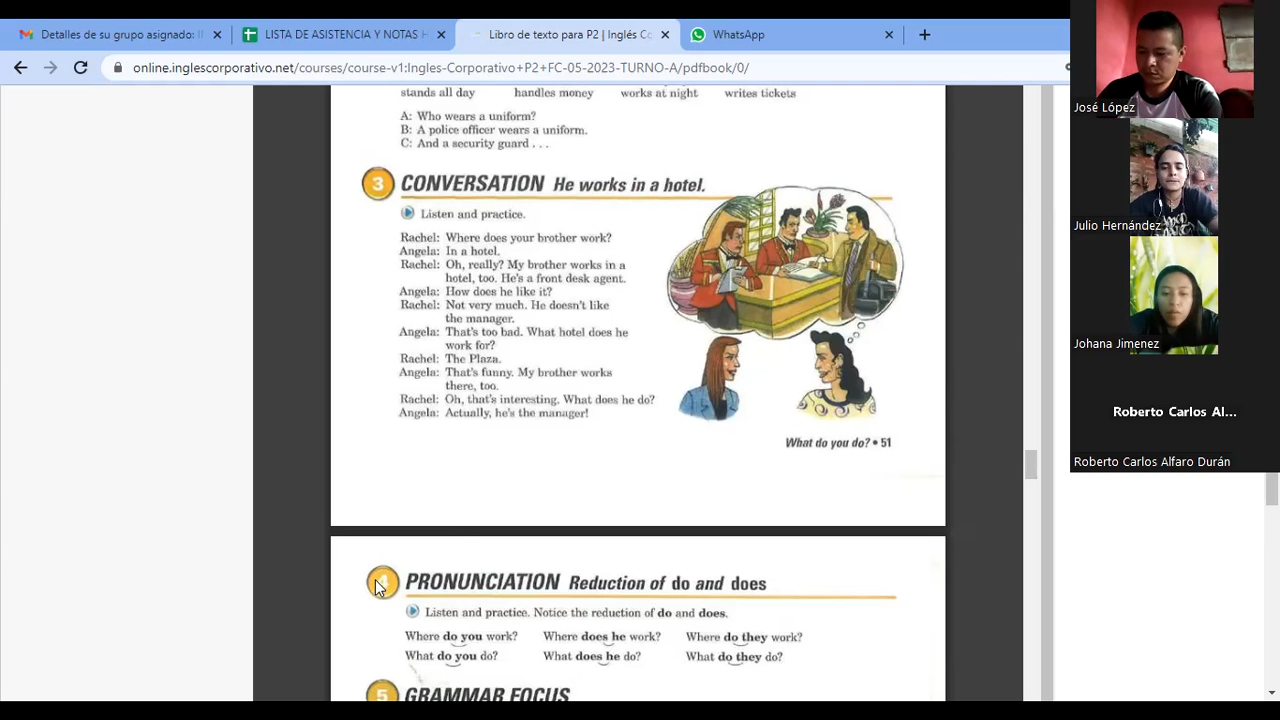 Detalles de su grupo asignado: I
LISTA DE ASISTENCIA Y NOTAS H
Libro de texto para P2 | Inglés Co
WhatsApp
online.inglescorporativo.net/courses/course-v1:Ingles-Corporativo+P2+FC-05-2023-TURNO-A/pdfbook/0/
stands all day handles money works at night writes tickets
A: Who wears a uniform?
B: A police officer wears a uniform.
C: And a security guard . . .
3 CONVERSATION He works in a hotel.
Listen and practice.
Rachel: Where does your brother work?
Angela: In a hotel.
Rachel: Oh, really? My brother works in a
hotel, too. He's a front desk agent.
Angela: How does he like it?
Rachel: Not very much. He doesn't like
the manager.
Angela: That's too bad. What hotel does he
work for?
Rachel: The Plaza.
Angela: That's funny. My brother works
there, too.
Rachel: Oh, that's interesting. What does he do?
Angela: Actually, he's the manager!
What do you do? • 51
4 PRONUNCIATION Reduction of do and does
Listen and practice. Notice the reduction of do and does.
Where do you work? Where does he work? Where do they work?
What do you do? What does he do? What do they do?
5 GRAMMAR FOCUS
José López
Julio Hernández
Johana Jimenez
Roberto Carlos Al...
Roberto Carlos Alfaro Durán